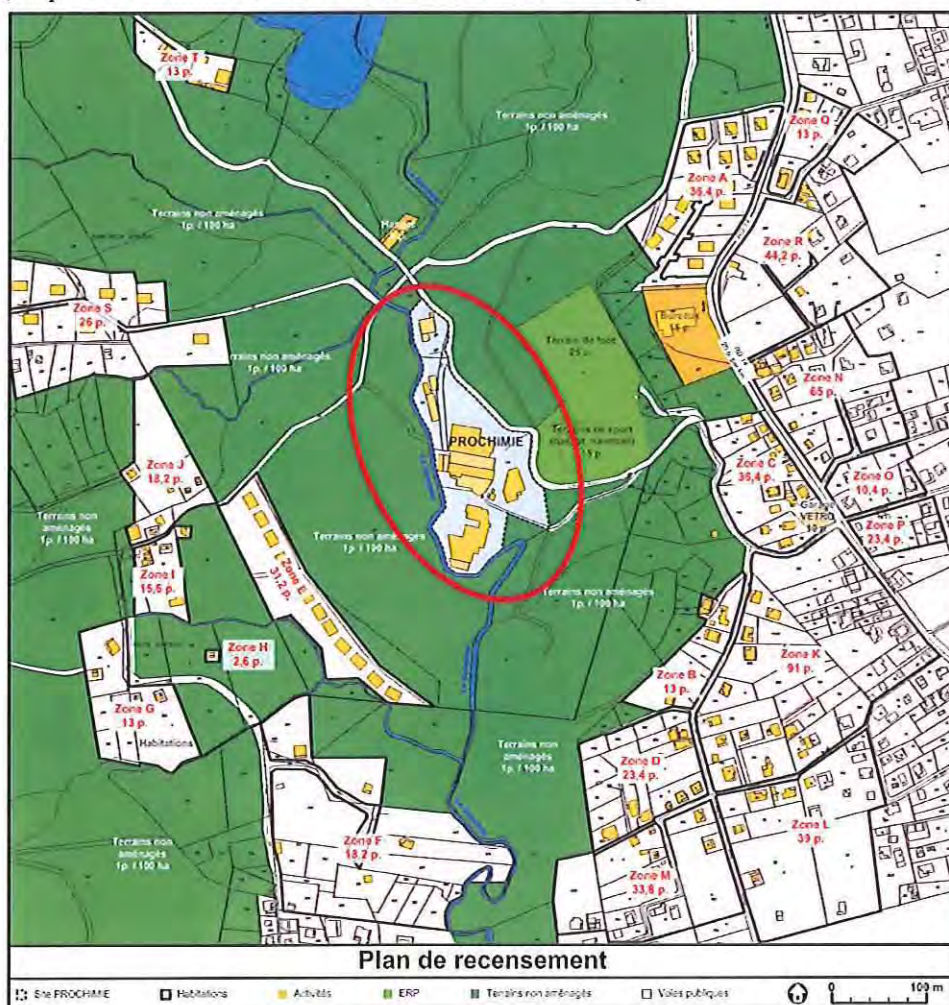 Zone T
13 p.
Terrains non aménagés
1p. / 100 ha
Zone Q
13 p.
Zone A
36,4 p.
Terrains non aménagés
1p. / 100 ha
Zone R
44,2 p.
Zone S
26 p.
Terrains non aménagés
1p. / 100 ha
Bureaux
Terrain de foot
25 p.
Zone N
65 p.
PROCHIMIE
Terrains de sport
Zone J
18,2 p.
Zone C
36,4 p.
Zone O
10,4 p.
Garage
VETRO
Zone P
23,4 p.
Terrains non
aménagés
1p. / 100 ha
Terrains non aménagés
1p. / 100 ha
Zone I
15,6 p.
Zone E
31,2 p.
Terrains non aménagés
1p. / 100 ha
Zone H
2,6 p.
Zone K
91 p.
Zone B
13 p.
Zone G
13 p.
Habitations
Terrains non
aménagés
1p. / 100 ha
Zone D
23,4 p.
Zone L
39 p.
Terrains non
aménagés
1p. / 100 ha
Zone F
18,2 p.
Zone M
33,8 p.
Plan de recensement
Site PROCHIMIE
Habitations
Activités
ERP
Terrains non aménagés
Voies publiques
0
100 m